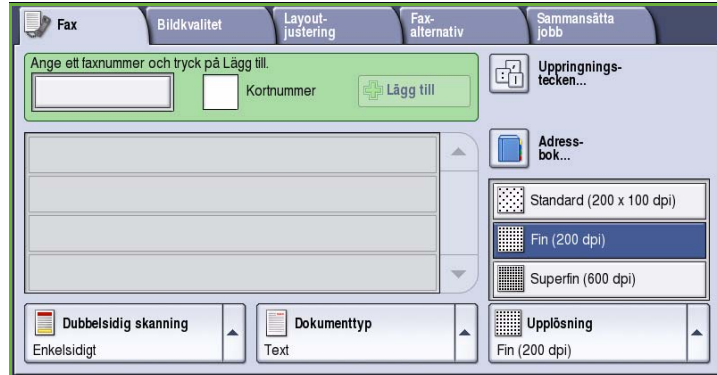 Fax
Bildkvalitet
Layout-
justering
Fax-
alternativ
Sammansätta
jobb
Ange ett faxnummer och tryck på Lägg till.
Kortnummer
Lägg till
Uppringnings-
tecken...
Adress-
bok...
Standard (200 x 100 dpi)
Fin (200 dpi)
Superfin (600 dpi)
Dubbelsidig skanning
Enkelsidigt
Dokumenttyp
Text
Upplösning
Fin (200 dpi)